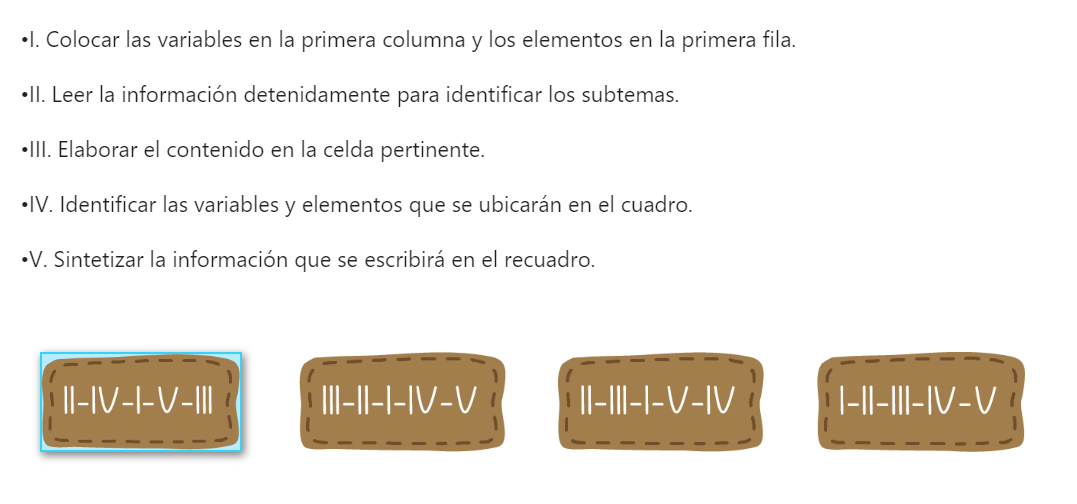 •I. Colocar las variables en la primera columna y los elementos en la primera fila.
•II. Leer la información detenidamente para identificar los subtemas.
•III. Elaborar el contenido en la celda pertinente.
•IV. Identificar las variables y elementos que se ubicarán en el cuadro.
•V. Sintetizar la información que se escribirá en el recuadro.
II-IV-I-V-III
III-II-I-IV-V
II-III-I-V-IV
I-II-III-IV-V